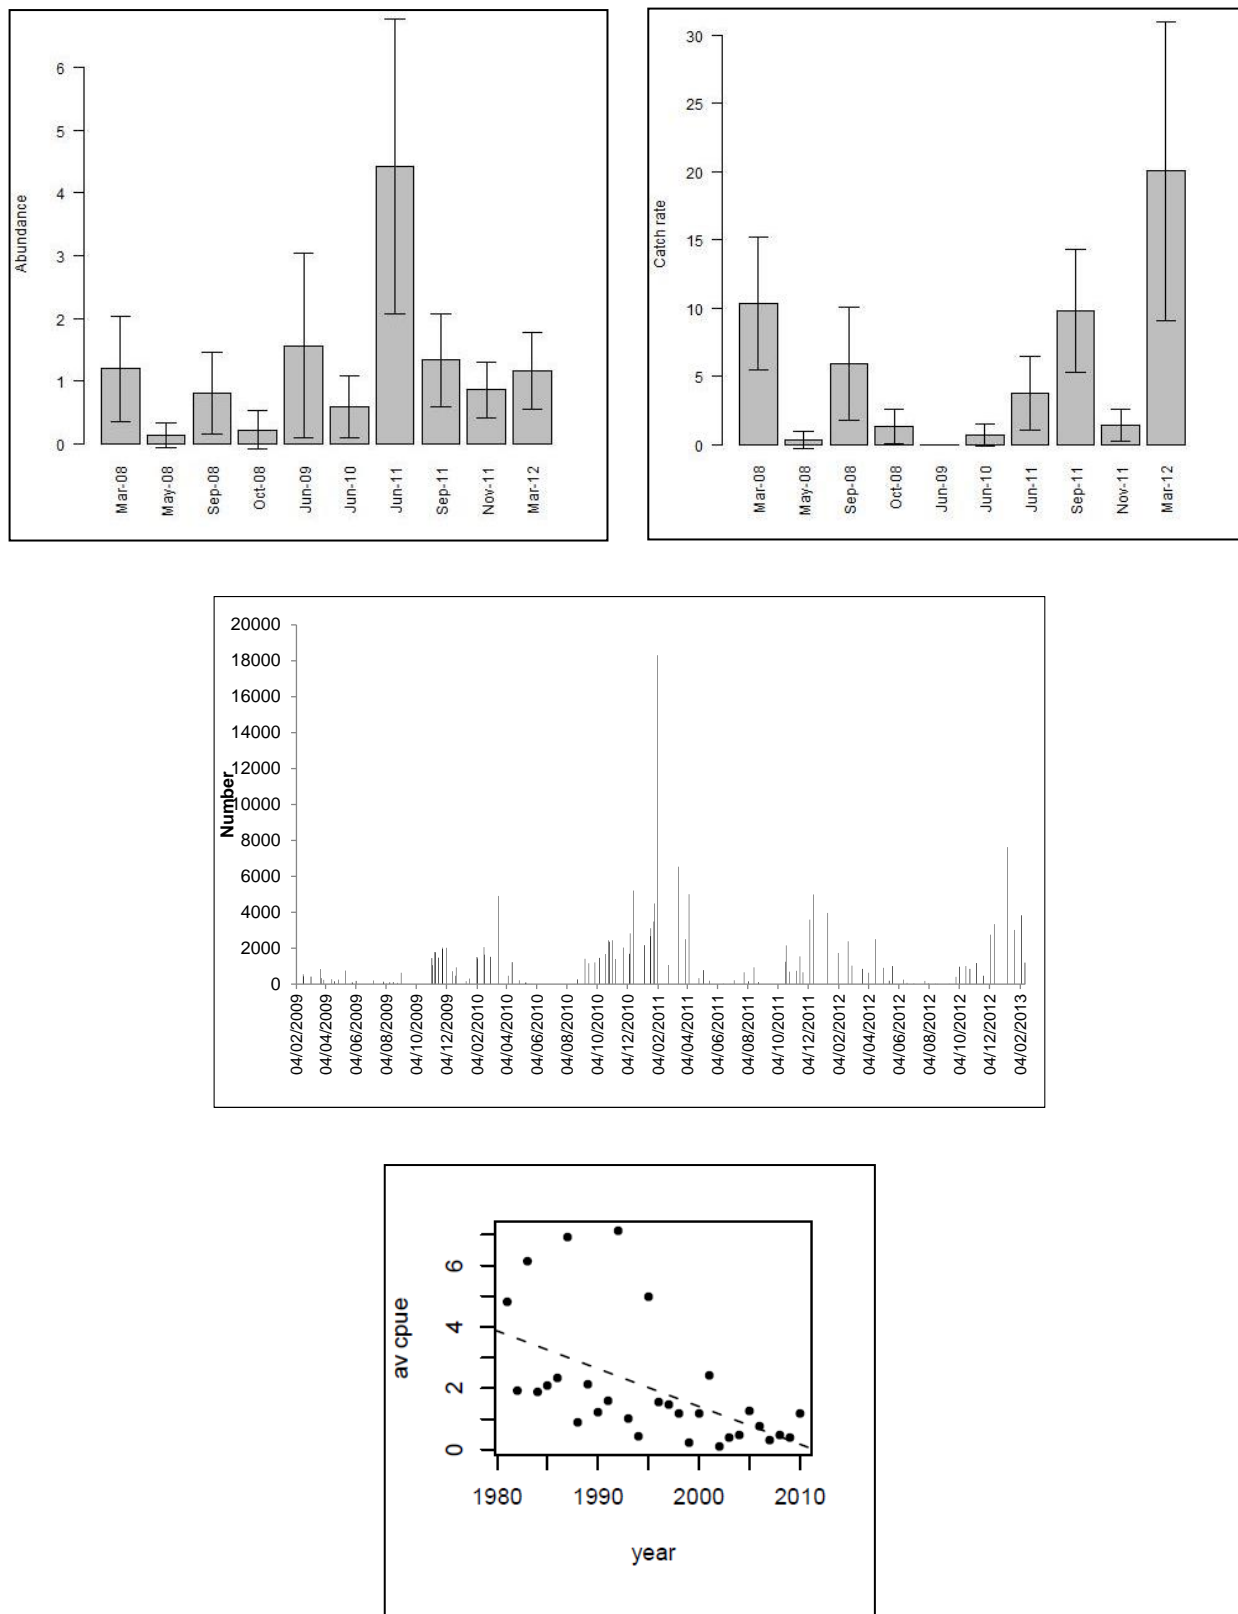 Abundance
6
5
4
3
2
1
0
Mar-08
May-08
Sep-08
Oct-08
Jun-09
Jun-10
Jun-11
Sep-11
Nov-11
Mar-12
Catch rate
30
25
20
15
10
5
0
Mar-08
May-08
Sep-08
Oct-08
Jun-09
Jun-10
Jun-11
Sep-11
Nov-11
Mar-12
Number
20000
18000
16000
14000
12000
10000
8000
6000
4000
2000
0
04/02/2009
04/04/2009
04/06/2009
04/08/2009
04/10/2009
04/12/2009
04/02/2010
04/04/2010
04/06/2010
04/08/2010
04/10/2010
04/12/2010
04/02/2011
04/04/2011
04/06/2011
04/08/2011
04/10/2011
04/12/2011
04/02/2012
04/04/2012
04/06/2012
04/08/2012
04/10/2012
04/12/2012
04/02/2013
av cpue
6
4
2
0
1980 1990 2000 2010
year